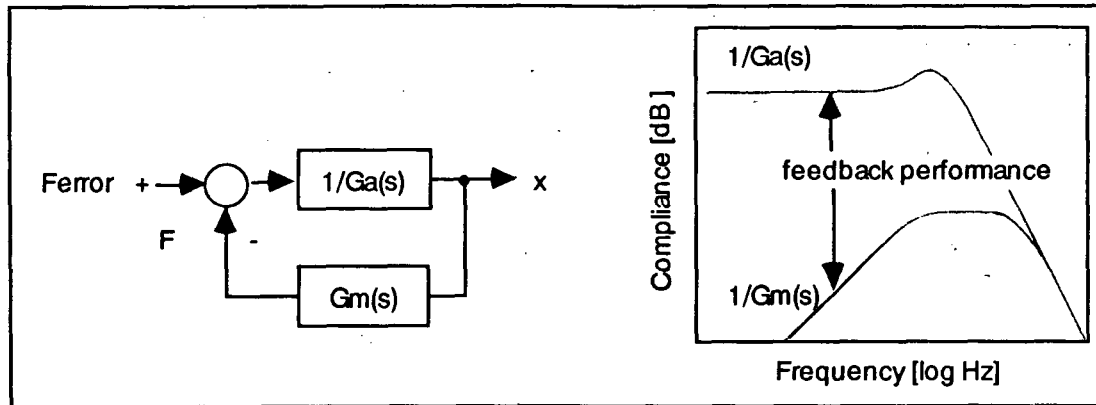 Ferror +
F
-
1/Ga(s)
x
Gm(s)
1/Ga(s)
feedback performance
1/Gm(s)
Compliance [dB]
Frequency [log Hz]